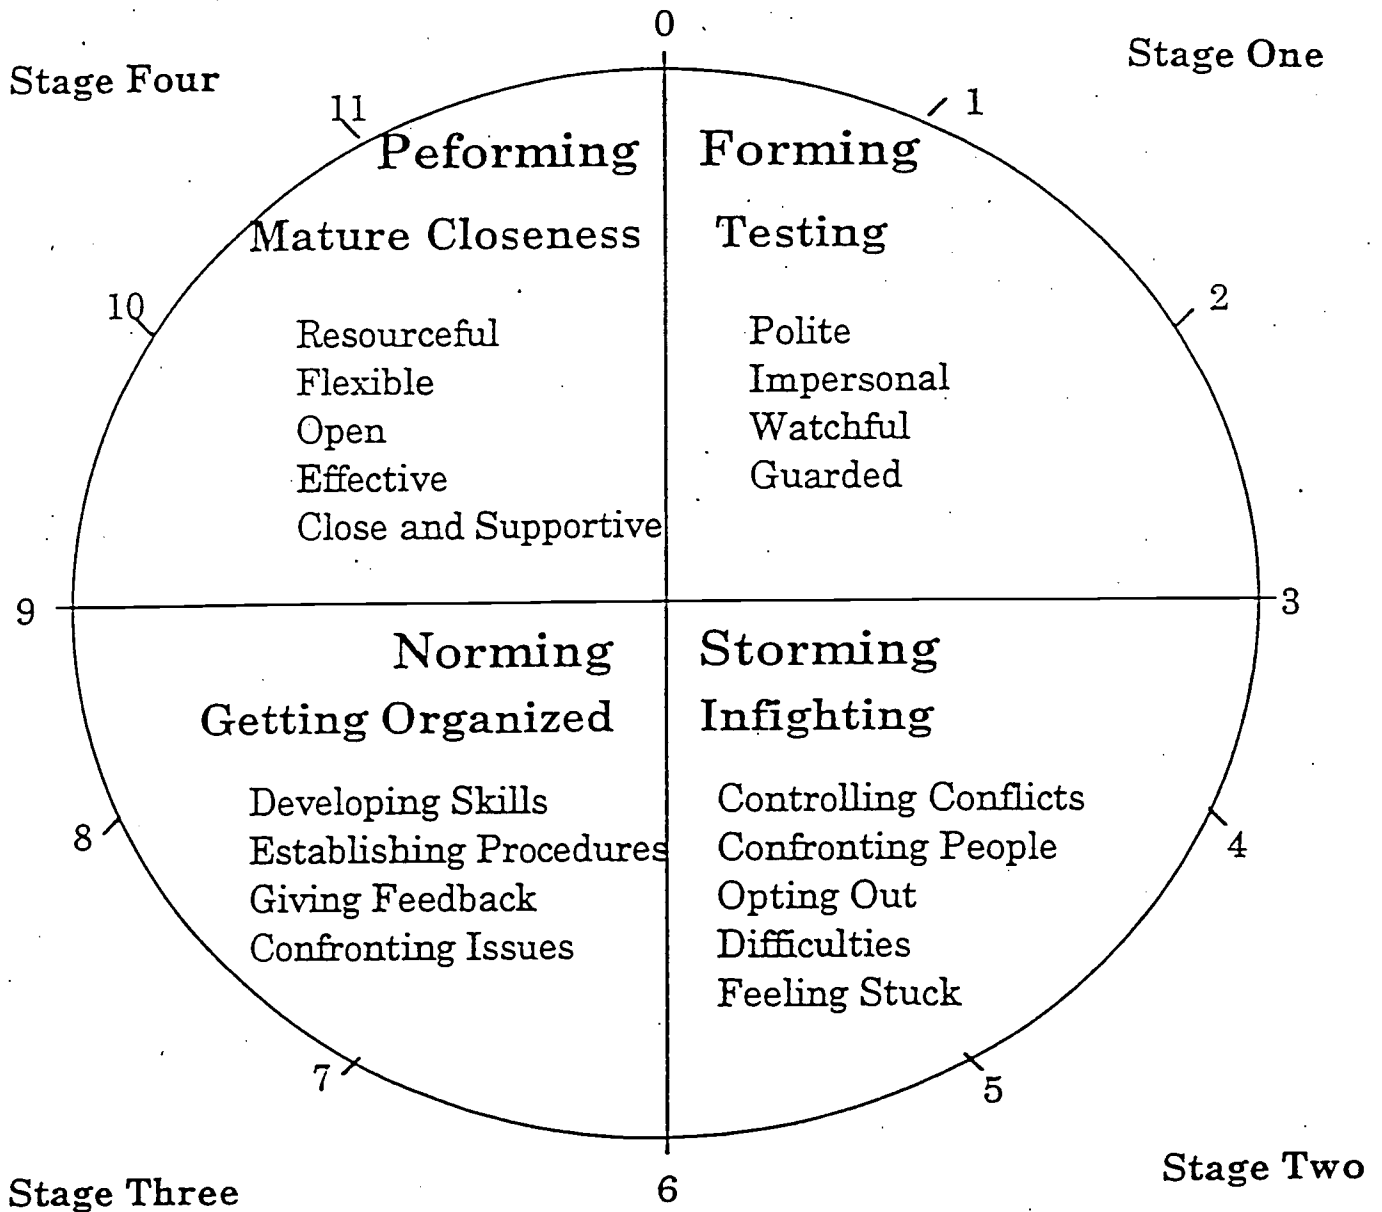 0
Stage One
Stage Four
11
1
Peforming
Forming
Mature Closeness
Testing
10
2
Resourceful
Flexible
Open
Effective
Close and Supportive
Polite
Impersonal
Watchful
Guarded
9
3
Norming
Getting Organized
Developing Skills
Establishing Procedures
Giving Feedback
Confronting Issues
Storming
Infighting
Controlling Conflicts
Confronting People
Opting Out
Difficulties
Feeling Stuck
8
4
7
5
Stage Three
6
Stage Two